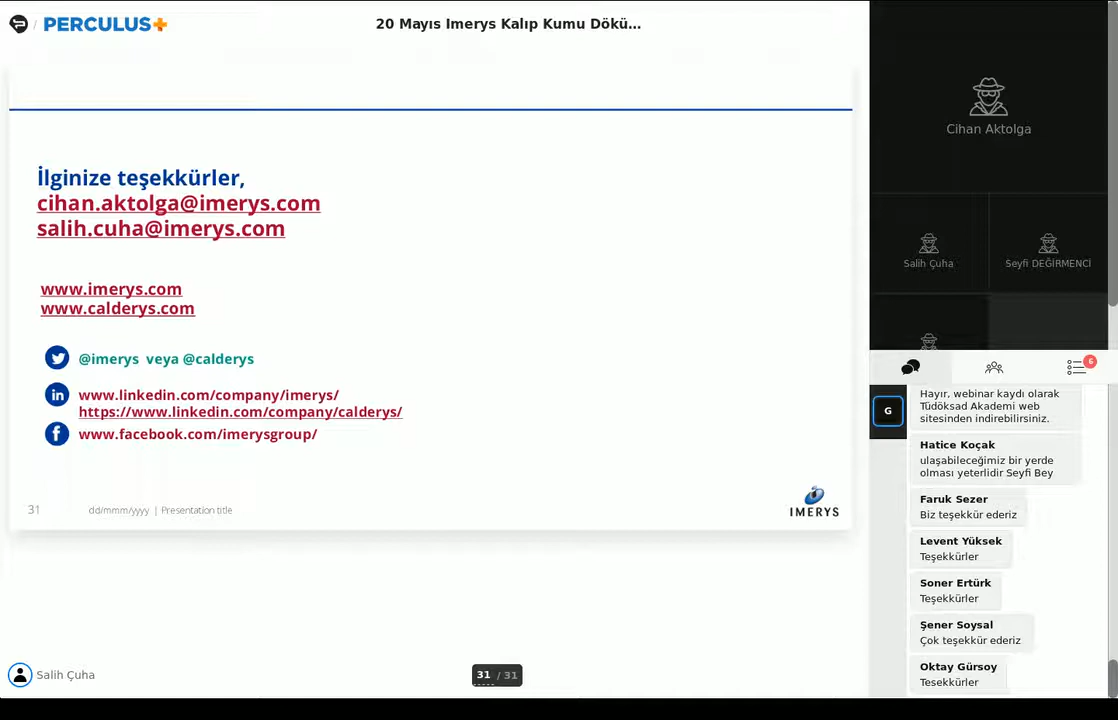 PERCULUS+
20 Mayıs Imerys Kalıp Kumu Dökü...
İlginize teşekkürler,
cihan.aktolga@imerys.com
salih.cuha@imerys.com
www.imerys.com
www.calderys.com
@imerys veya @calderys
www.linkedin.com/company/imerys/
https://www.linkedin.com/company/calderys/
www.facebook.com/imerysgroup/
31
dd/mmm/yyyy | Presentation title
IMERYS
Salih Çuha
31 / 31
Cihan Aktolga
Salih Çuha
Seyfi DEĞİRMENCİ
6
G
Hayır, webinar kaydı olarak
Tüdöksad Akademi web
sitesinden indirebilirsiniz.
Hatice Koçak
ulaşabileceğimiz bir yerde
olması yeterlidir Seyfi Bey
Faruk Sezer
Biz teşekkür ederiz
Levent Yüksek
Teşekkürler
Soner Ertürk
Teşekkürler
Şener Soysal
Çok teşekkür ederiz
Oktay Gürsoy
Tesekkürler